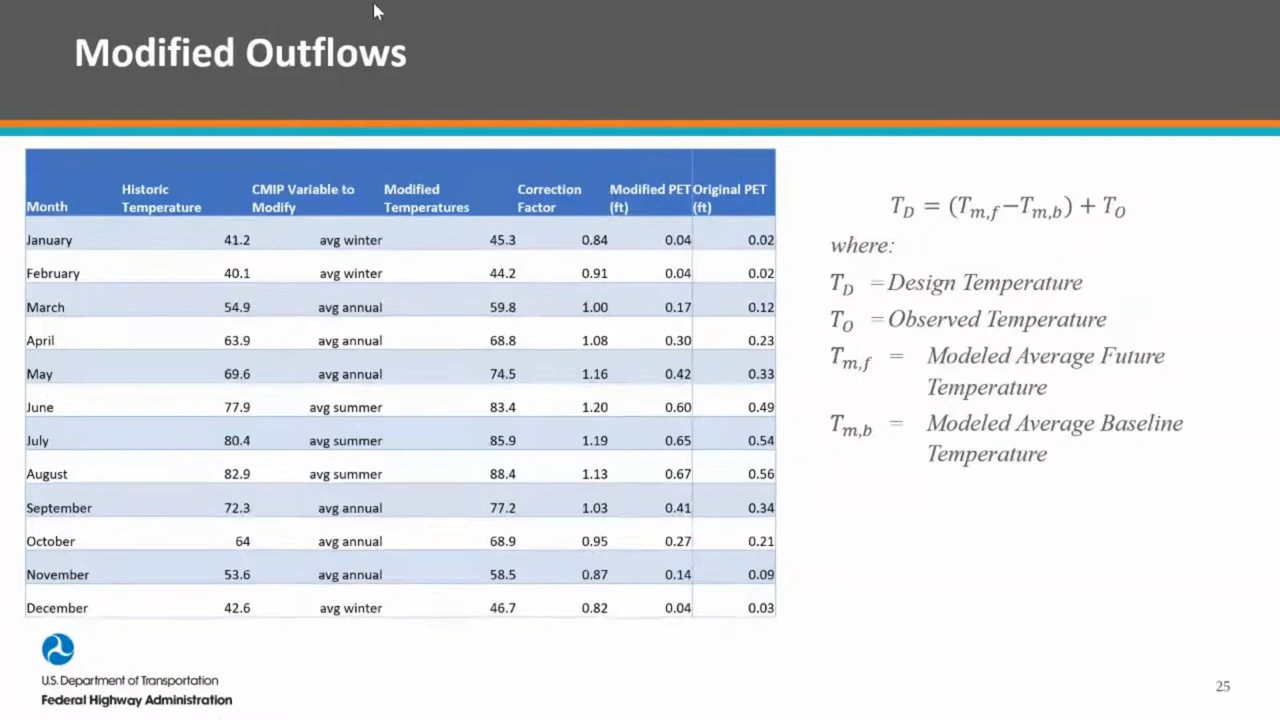 Modified Outflows
Historic CMIP Variable to Modified Correction Modified PET Original PET
Month Temperature Modify Temperatures Factor (ft) (ft)
January 41.2 avg winter 45.3 0.84 0.04 0.02
February 40.1 avg winter 44.2 0.91 0.04 0.02
March 54.9 avg annual 59.8 1.00 0.17 0.12
April 63.9 avg annual 68.8 1.08 0.30 0.23
May 69.6 avg annual 74.5 1.16 0.42 0.33
June 77.9 avg summer 83.4 1.20 0.60 0.49
July 80.4 avg summer 85.9 1.19 0.65 0.54
August 82.9 avg summer 88.4 1.13 0.67 0.56
September 72.3 avg annual 77.2 1.03 0.41 0.34
October 64 avg annual 68.9 0.95 0.27 0.21
November 53.6 avg annual 58.5 0.87 0.14 0.09
December 42.6 avg winter 46.7 0.82 0.04 0.03
T_D = (T_{m,f} − T_{m,b}) + T_O
where:
T_D = Design Temperature
T_O = Observed Temperature
T_{m,f} = Modeled Average Future
Temperature
T_{m,b} = Modeled Average Baseline
Temperature
U.S. Department of Transportation
Federal Highway Administration
25